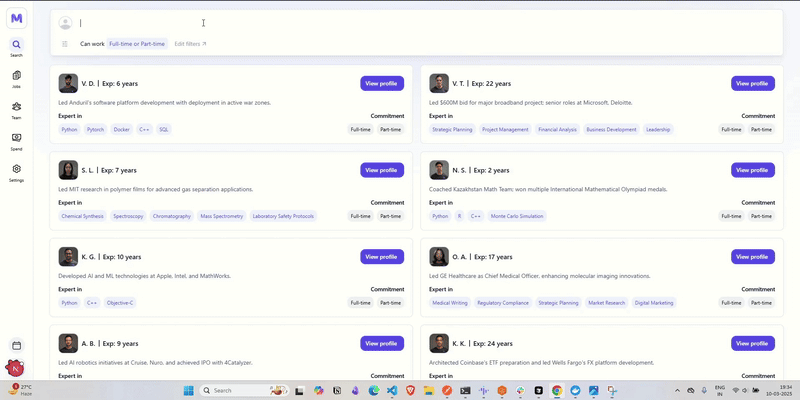 M
Search
Jobs
Team
Spend
Settings
N
Can work Full-time or Part-time Edit filters
V. D. | Exp: 6 years
View profile
Led Anduril's software platform development with deployment in active war zones.
Expert in
Commitment
Python Pytorch Docker C++ SQL
Full-time Part-time
V. T. | Exp: 22 years
View profile
Led $600M bid for major broadband project; senior roles at Microsoft, Deloitte.
Expert in
Commitment
Strategic Planning Project Management Financial Analysis Business Development Leadership
Full-time Part-time
S. L. | Exp: 7 years
View profile
Led MIT research in polymer films for advanced gas separation applications.
Expert in
Commitment
Chemical Synthesis Spectroscopy Chromatography Mass Spectrometry Laboratory Safety Protocols
Full-time Part-time
N. S. | Exp: 2 years
View profile
Coached Kazakhstan Math Team; won multiple International Mathematical Olympiad medals.
Expert in
Commitment
Python R C++ Monte Carlo Simulation
Full-time Part-time
K. G. | Exp: 10 years
View profile
Developed AI and ML technologies at Apple, Intel, and MathWorks.
Expert in
Commitment
Python C++ Objective-C
Full-time Part-time
O. A. | Exp: 17 years
View profile
Led GE Healthcare as Chief Medical Officer, enhancing molecular imaging innovations.
Expert in
Commitment
Medical Writing Regulatory Compliance Strategic Planning Market Research Digital Marketing
Full-time Part-time
A. B. | Exp: 9 years
View profile
Led AI robotics initiatives at Cruise, Nuro, and achieved IPO with 4Catalyzer.
Expert in
Commitment
K. K. | Exp: 24 years
View profile
Architected Coinbase's ETF preparation and led Wells Fargo's FX platform development.
Expert in
Commitment
27°C
Haze
Search
ENG
IN
19:34
10-03-2025